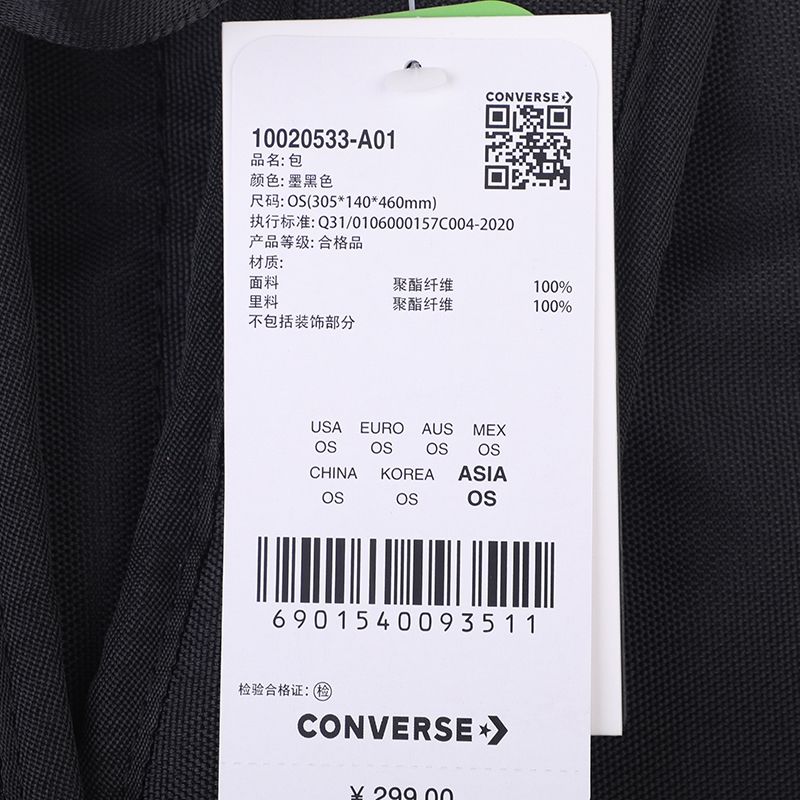 CONVERSE
10020533-A01
品名: 包
颜色: 墨黑色
尺码: OS(305*140*460mm)
执行标准: Q31/0106000157C004-2020
产品等级: 合格品
材质:
面料 聚酯纤维 100%
里料 聚酯纤维 100%
不包括装饰部分
USA EURO AUS MEX
OS OS OS OS
CHINA KOREA ASIA
OS OS OS
6901540093511
检验合格证: 检
CONVERSE
¥ 299.00